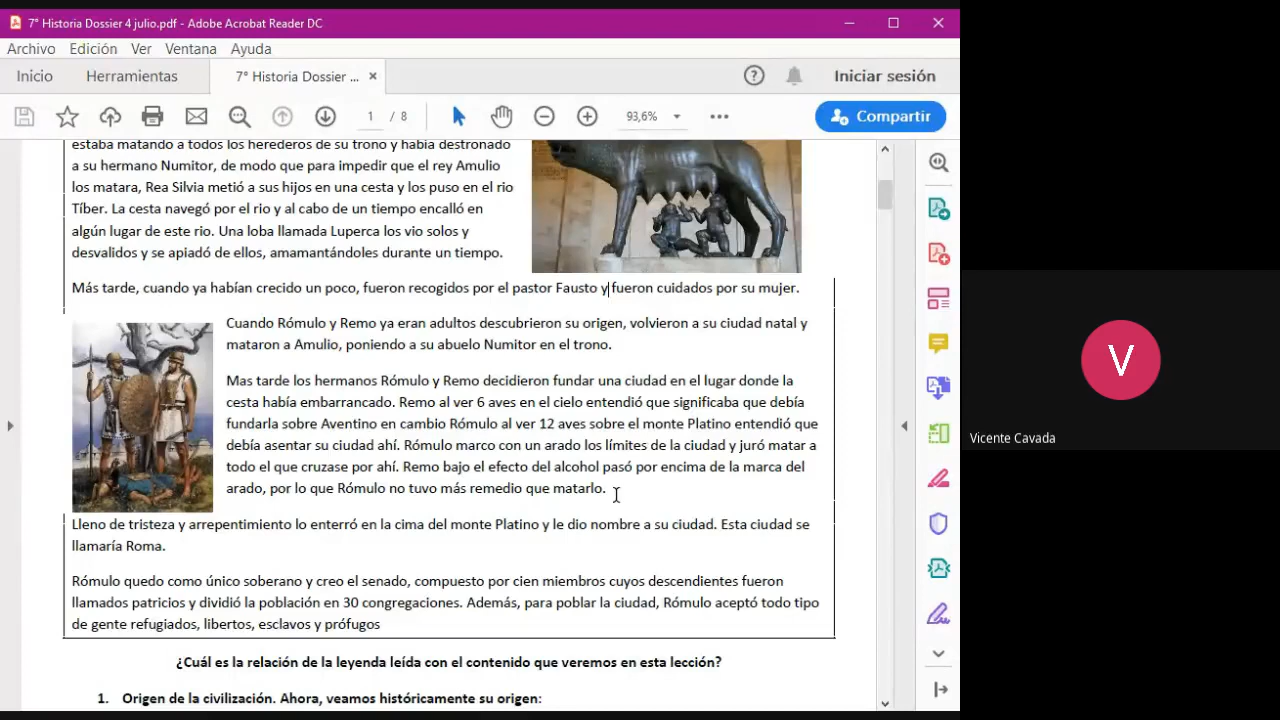 7° Historia Dossier 4 julio.pdf - Adobe Acrobat Reader DC
Archivo Edición Ver Ventana Ayuda
Inicio Herramientas 7° Historia Dossier ... × Iniciar sesión
1 / 8 93,6% Compartir
estaba matando a todos los herederos de su trono y había destronado
a su hermano Numitor, de modo que para impedir que el rey Amulio
los matara, Rea Silvia metió a sus hijos en una cesta y los puso en el rio
Tíber. La cesta navegó por el rio y al cabo de un tiempo encalló en
algún lugar de este rio. Una loba llamada Luperca los vio solos y
desvalidos y se apiadó de ellos, amamantándoles durante un tiempo.
Más tarde, cuando ya habían crecido un poco, fueron recogidos por el pastor Fausto y fueron cuidados por su mujer.
Cuando Rómulo y Remo ya eran adultos descubrieron su origen, volvieron a su ciudad natal y
mataron a Amulio, poniendo a su abuelo Numitor en el trono.
Mas tarde los hermanos Rómulo y Remo decidieron fundar una ciudad en el lugar donde la
cesta había embarrancado. Remo al ver 6 aves en el cielo entendió que significaba que debía
fundarla sobre Aventino en cambio Rómulo al ver 12 aves sobre el monte Platino entendió que
debía asentar su ciudad ahí. Rómulo marco con un arado los límites de la ciudad y juró matar a
todo el que cruzase por ahí. Remo bajo el efecto del alcohol pasó por encima de la marca del
arado, por lo que Rómulo no tuvo más remedio que matarlo.
Lleno de tristeza y arrepentimiento lo enterró en la cima del monte Platino y le dio nombre a su ciudad. Esta ciudad se
llamaría Roma.
Rómulo quedo como único soberano y creo el senado, compuesto por cien miembros cuyos descendientes fueron
llamados patricios y dividió la población en 30 congregaciones. Además, para poblar la ciudad, Rómulo aceptó todo tipo
de gente refugiados, libertos, esclavos y prófugos
¿Cuál es la relación de la leyenda leída con el contenido que veremos en esta lección?
1. Origen de la civilización. Ahora, veamos históricamente su origen:
V
Vicente Cavada